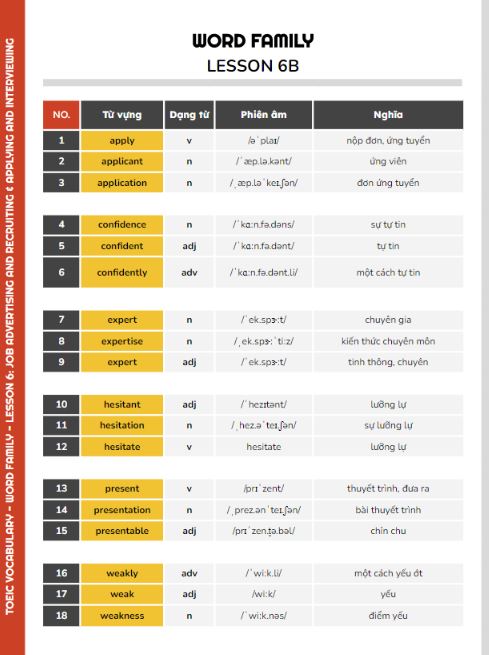 WORD FAMILY
LESSON 6B
NO. Từ vựng Dạng từ Phiên âm Nghĩa
1 apply v /əˈplaɪ/ nộp đơn, ứng tuyển
2 applicant n /ˈæp.lə.kənt/ ứng viên
3 application n /ˌæp.ləˈkeɪ.ʃən/ đơn ứng tuyển
4 confidence n /ˈkɑːn.fə.dəns/ sự tự tin
5 confident adj /ˈkɑːn.fə.dənt/ tự tin
6 confidently adv /ˈkɑːn.fə.dənt.li/ một cách tự tin
7 expert n /ˈek.spɝːt/ chuyên gia
8 expertise n /ˌek.spɝːˈtiːz/ kiến thức chuyên môn
9 expert adj /ˈek.spɝːt/ tinh thông, chuyên
10 hesitant adj /ˈhezɪtənt/ lưỡng lự
11 hesitation n /ˌhez.əˈteɪ.ʃən/ sự lưỡng lự
12 hesitate v hesitate lưỡng lự
13 present v /prɪˈzent/ thuyết trình, đưa ra
14 presentation n /ˌprez.ənˈteɪ.ʃən/ bài thuyết trình
15 presentable adj /prɪˈzen.t̬ə.bəl/ chỉn chu
16 weakly adv /ˈwiːk.li/ một cách yếu ớt
17 weak adj /wiːk/ yếu
18 weakness n /ˈwiːk.nəs/ điểm yếu
TOEIC VOCABULARY - WORD FAMILY - LESSON 6: JOB ADVERTISING AND RECRUITING & APPLYING AND INTERVIEWING